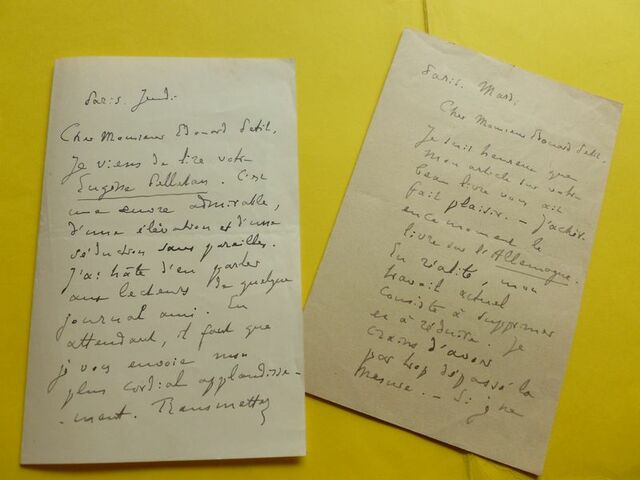 Paris. Jeudi.
Cher Monsieur Edouard Petit,
Je viens de lire votre
Eugène Pelletan. C'est
une œuvre admirable,
d'une élévation et d'une
séduction sans pareilles.
J'ai hâte d'en parler
aux lecteurs de quelque
journal ami. En
attendant, il faut que
je vous envoie mon
plus cordial applaudisse-
-ment. Transmettez
Paris. Mardi.
Cher Monsieur Edouard Petit,
Je suis heureux que
mon article sur votre
beau livre vous ait
fait plaisir. — J'achève
en ce moment le
livre sur l'Allemagne.
En réalité, mon
travail actuel
consiste à supprimer
et à réduire. Je
crains d'avoir
par trop dépassé la
mesure. — Si je ne